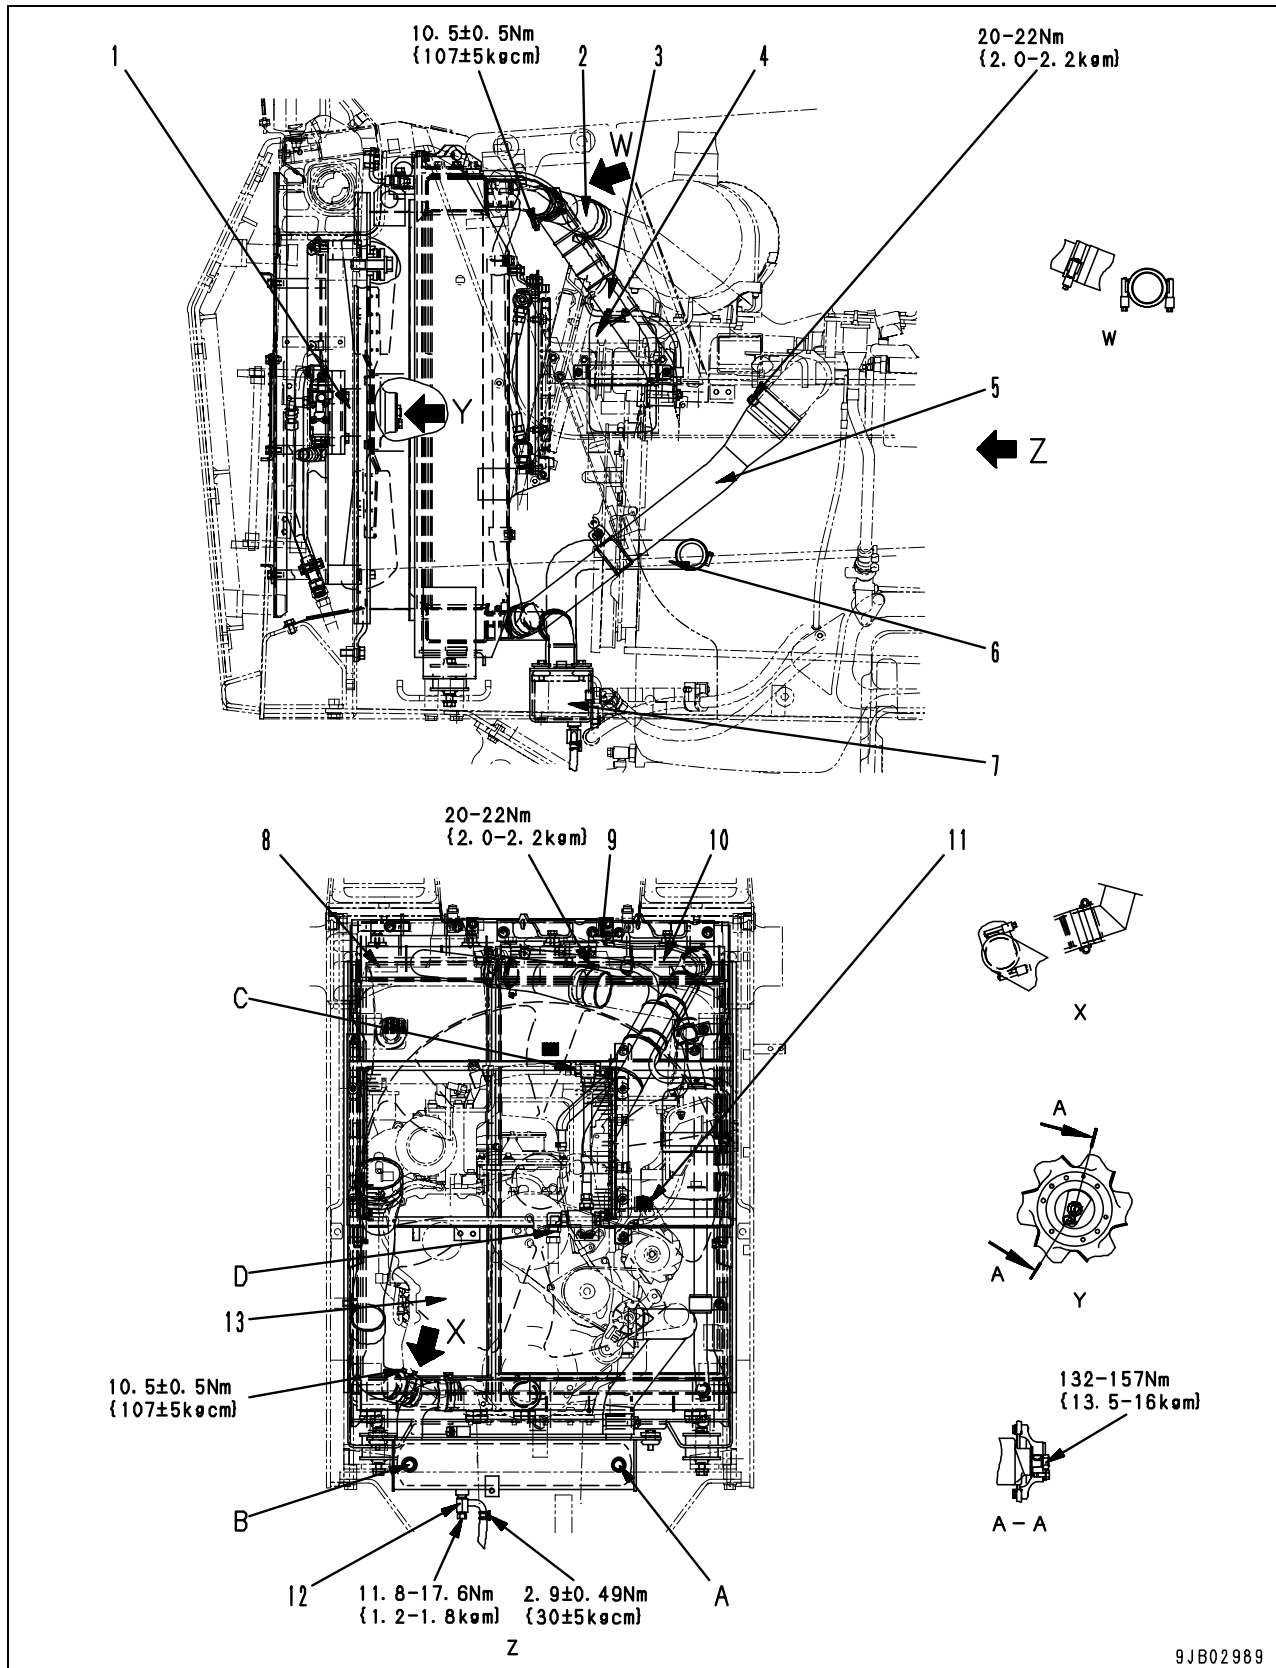 1
10.5±0.5Nm
{107±5kgcm}
2
3
4
20-22Nm
{2.0-2.2kgm}
W
W
Y
5
Z
6
7
8
20-22Nm
{2.0-2.2kgm}
9
10
11
C
X
A
D
A
Y
13
X
10.5±0.5Nm
{107±5kgcm}
132-157Nm
{13.5-16kgm}
B
A-A
12
11.8-17.6Nm
{1.2-1.8kgm}
2.9±0.49Nm
{30±5kgcm}
A
Z
9JB02989